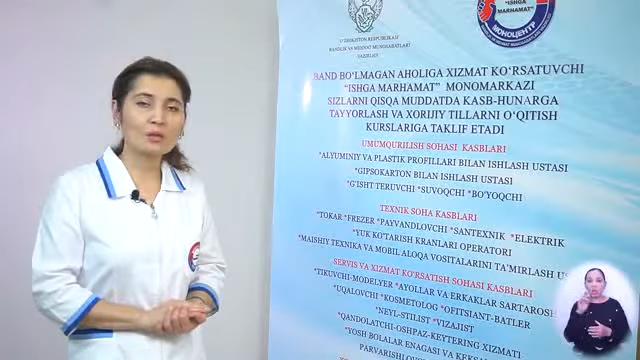 "ISHGA
MARHAMAT"
MONOMARKAZ
O'ZBEKISTON RESPUBLIKASI
BANDLIK VA MEHNAT MUNOSABATLARI
VAZIRLIGI
BAND BO'LMAGAN AHOLIGA XIZMAT KO'RSATUVCHI
"ISHGA MARHAMAT" MONOMARKAZI
SIZLARNI QISQA MUDDATDA KASB-HUNARGA
TAYYORLASH VA XORIJIY TILLARNI O'QITISH
KURSLARIGA TAKLIF ETADI
UMUMQURILISH SOHASI KASBLARI
*ALYUMINIY VA PLASTIK PROFILLARI BILAN ISHLASH USTASI
*GIPSOKARTON BILAN ISHLASH USTASI
*G'ISHT TERUVCHI *SUVOQCHI *BO'YOQCHI
TEXNIK SOHA KASBLARI
*TOKAR *FREZER *PAYVANDLOVCHI *SANTEXNIK *ELEKTRIK
*YUK KO'TARISH KRANLARI OPERATORI
*MAISHIY TEXNIKA VA MOBIL ALOQA VOSITALARINI TA'MIRLASH
SERVIS VA XIZMAT KO'RSATISH SOHASI KASBLARI
*TIKUVCHI-MODELYER *AYOLLAR VA ERKAKLAR SARTAROSH
*UQALOVCHI *KOSMETOLOG *OFITSIANT-BATLER
*NEYL-STILIST *VIZAJIST
*QANDOLATCHI-OSHPAZ-KEYTERING XIZMATI
*YOSH BOLALAR ENAGASI VA
PARVARISHLOVCHI